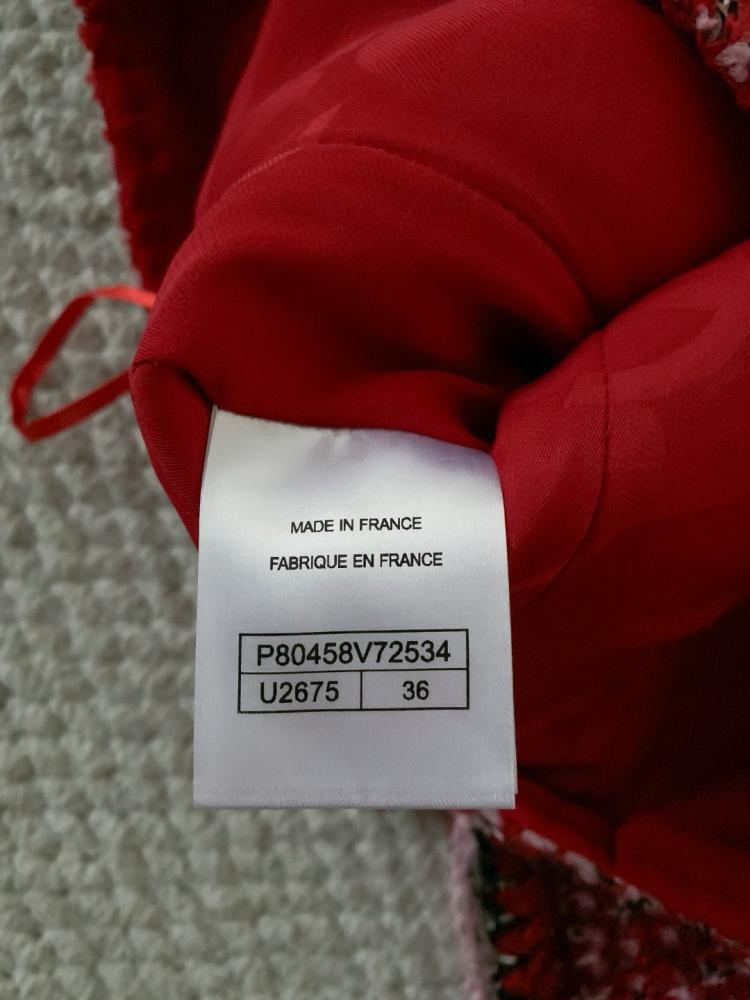 MADE IN FRANCE
FABRIQUE EN FRANCE
P80458V72534
U2675 36